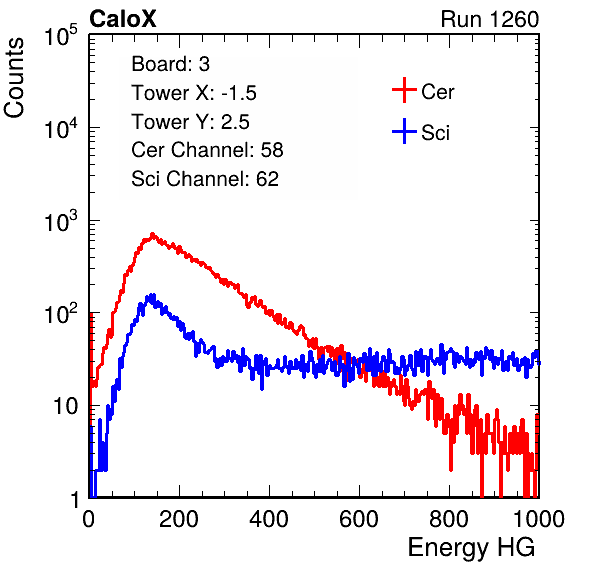 CaloX Run 1260
Counts
Board: 3
Tower X: -1.5
Tower Y: 2.5
Cer Channel: 58
Sci Channel: 62
Cer
Sci
10^5
10^4
10^3
10^2
10
1
0 200 400 600 800 1000
Energy HG